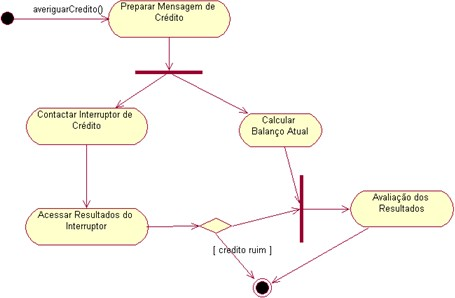 averiguarCredito()
Preparar Mensagem de
Crédito
Contactar Interruptor de
Crédito
Calcular
Balanço Atual
Acessar Resultados do
Interruptor
Avaliação dos
Resultados
[ credito ruim ]